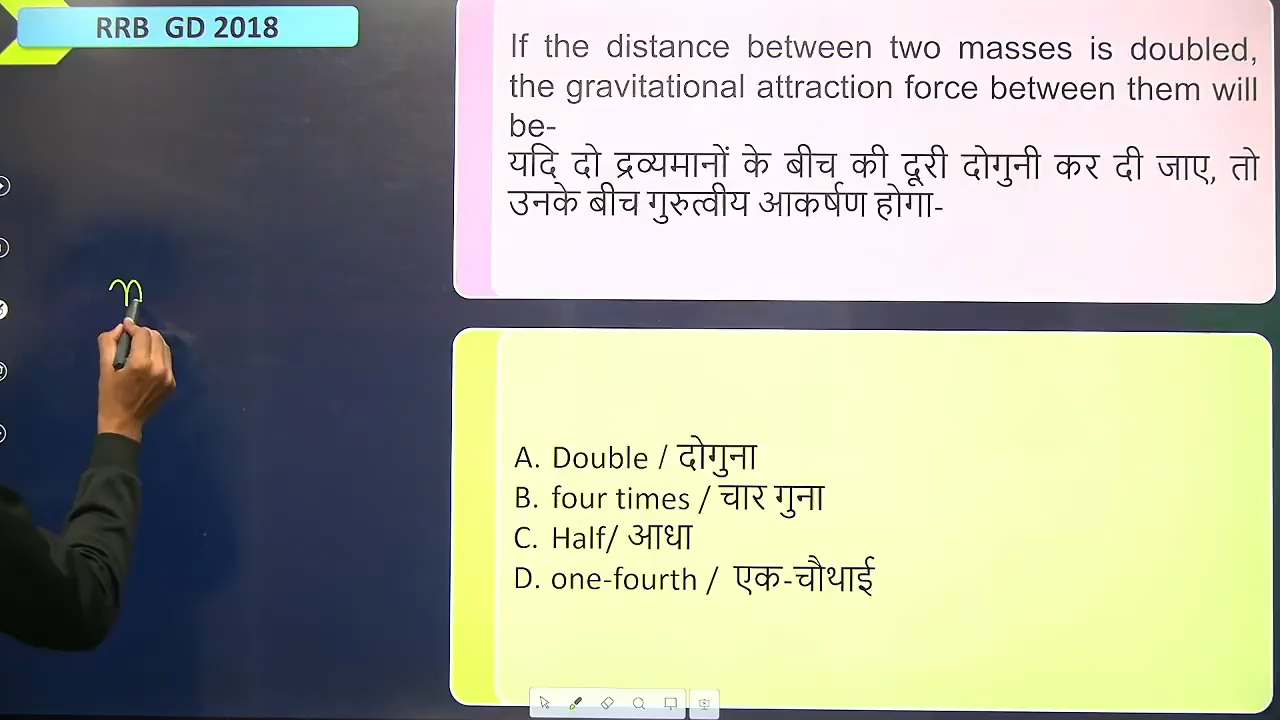 RRB GD 2018
If the distance between two masses is doubled,
the gravitational attraction force between them will
be-
यदि दो द्रव्यमानों के बीच की दूरी दोगुनी कर दी जाए, तो
उनके बीच गुरुत्वीय आकर्षण होगा-
m
A. Double / दोगुना
B. four times / चार गुना
C. Half/ आधा
D. one-fourth / एक-चौथाई